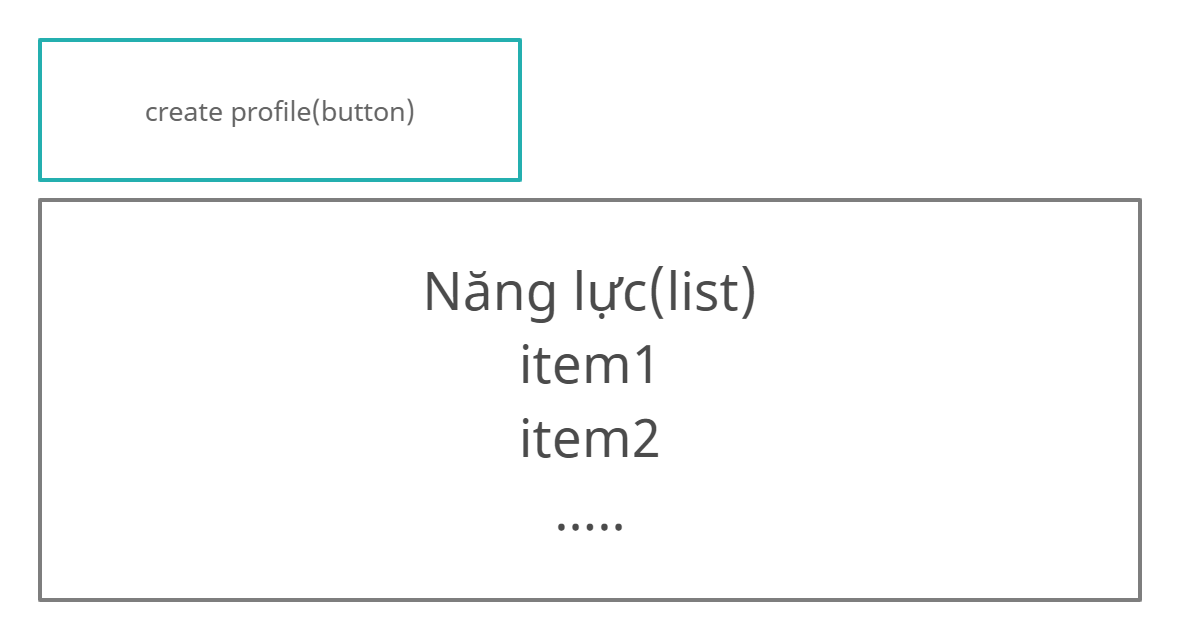 create profile(button)
Năng lực(list)
item1
item2
.....